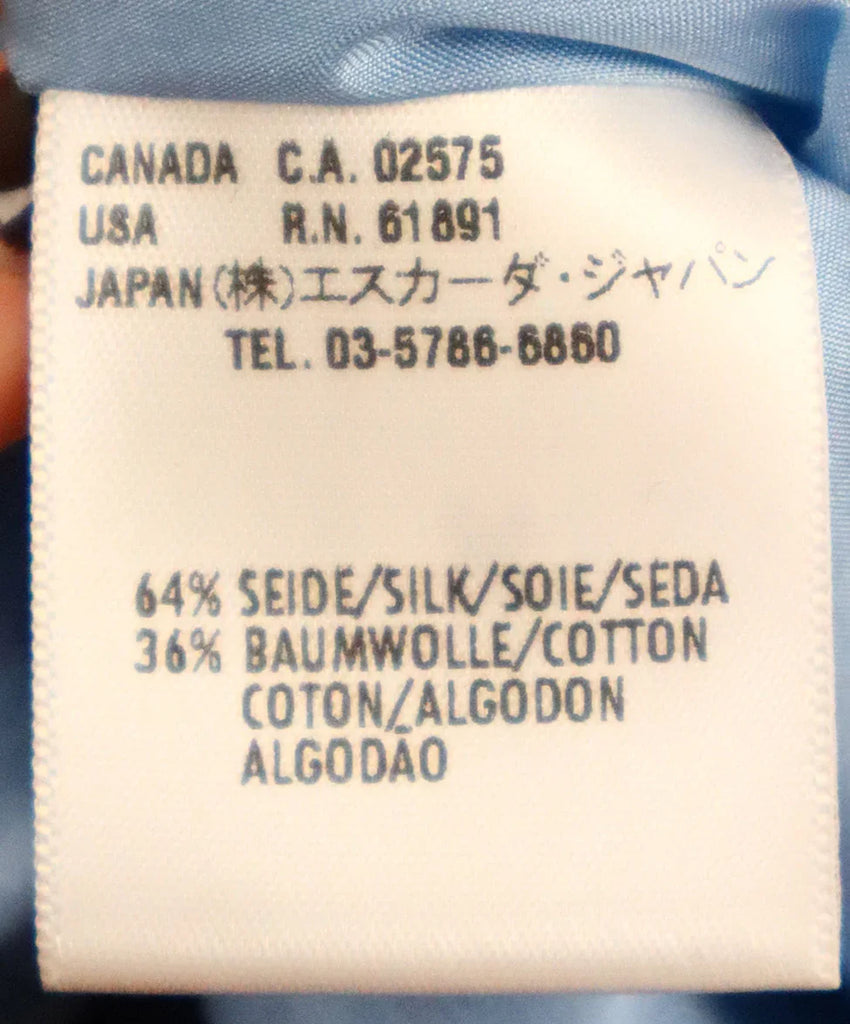 CANADA C.A. 02575
USA R.N. 61891
JAPAN (株)エスカーダ・ジャパン
TEL. 03-5786-6860
64% SEIDE/SILK/SOIE/SEDA
36% BAUMWOLLE/COTTON
COTON/ALGODON
ALGODÃO